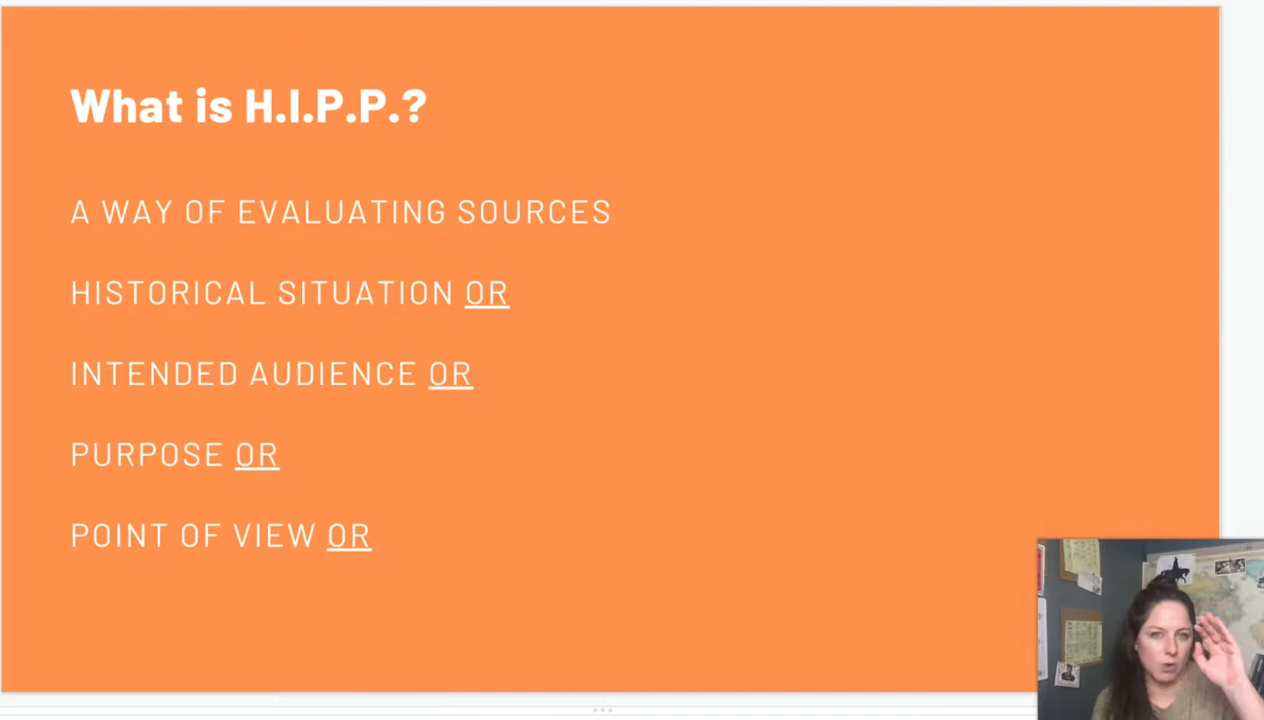 What is H.I.P.P.?
A WAY OF EVALUATING SOURCES
HISTORICAL SITUATION OR
INTENDED AUDIENCE OR
PURPOSE OR
POINT OF VIEW OR